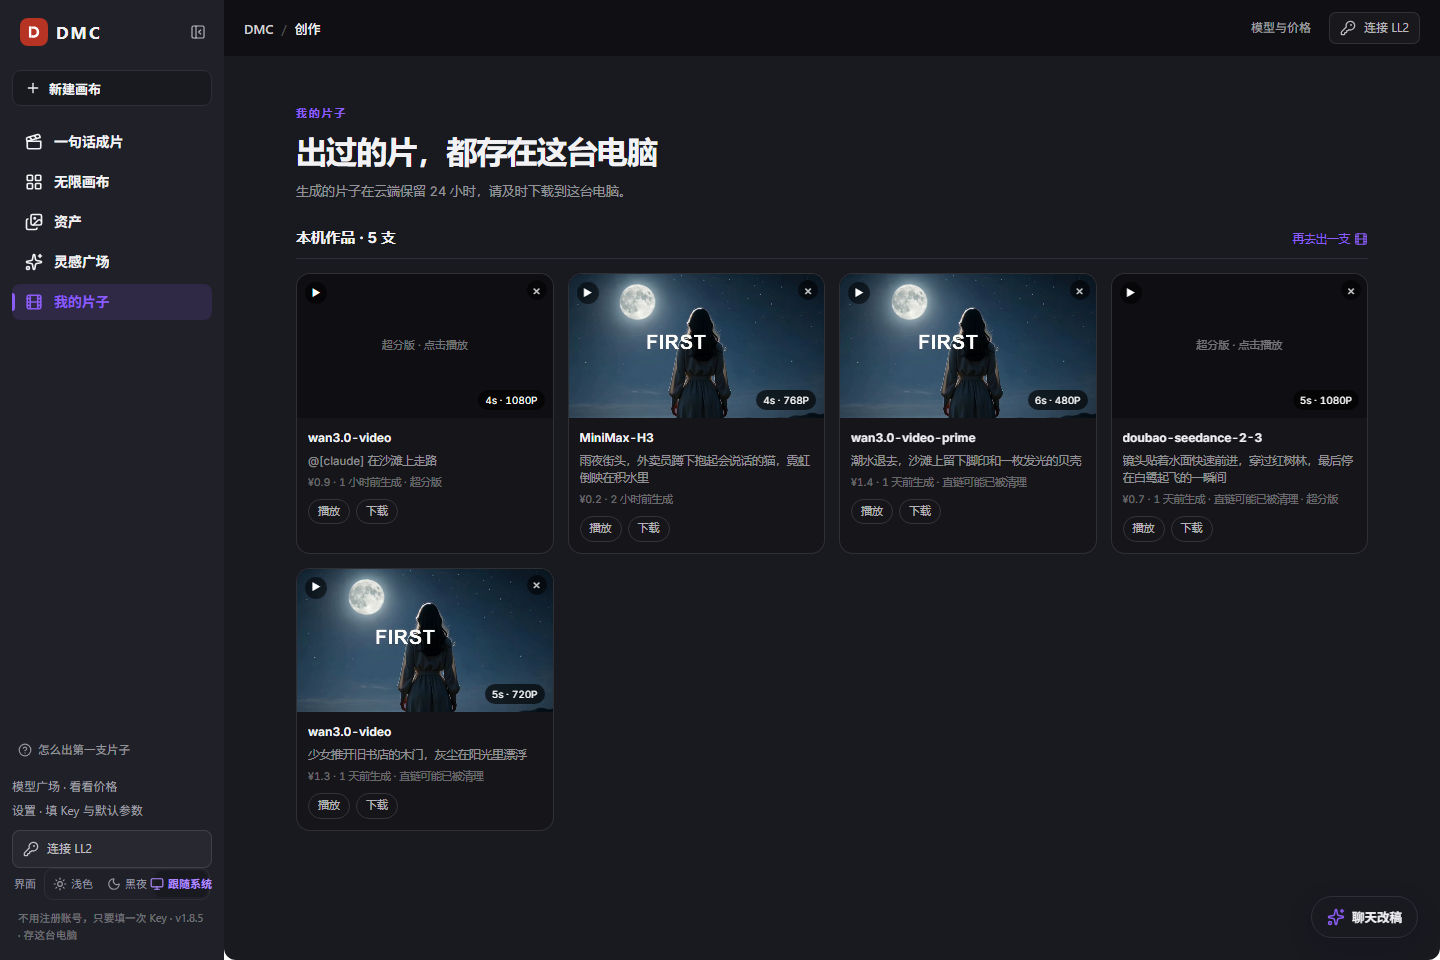 D DMC
新建画布
一句话成片
无限画布
资产
灵感广场
我的片子
怎么出第一支片子
模型广场 · 看看价格
设置 · 填 Key 与默认参数
连接 LL2
界面 浅色 黑夜 跟随系统
不用注册账号，只要填一次 Key · v1.8.5
· 存这台电脑
DMC / 创作
模型与价格 连接 LL2
我的片子
出过的片，都存在这台电脑
生成的片子在云端保留 24 小时，请及时下载到这台电脑。
本机作品 · 5 支
再去出一支
超分版 · 点击播放
4s · 1080P
wan3.0-video
@[claude] 在沙滩上走路
¥0.9 · 1 小时前生成 · 超分版
播放 下载
FIRST
4s · 768P
MiniMax-H3
雨夜街头，外卖员蹲下抱起会说话的猫，霓虹
倒映在积水里
¥0.2 · 2 小时前生成
播放 下载
FIRST
6s · 480P
wan3.0-video-prime
潮水退去，沙滩上留下脚印和一枚发光的贝壳
¥1.4 · 1 天前生成 · 直链可能已被清理
播放 下载
超分版 · 点击播放
5s · 1080P
doubao-seedance-2-3
镜头贴着水面快速前进，穿过红树林，最后停
在白鹭起飞的一瞬间
¥0.7 · 1 天前生成 · 直链可能已被清理 · 超分版
播放 下载
FIRST
5s · 720P
wan3.0-video
少女推开旧书店的木门，灰尘在阳光里漂浮
¥1.3 · 1 天前生成 · 直链可能已被清理
播放 下载
聊天改稿